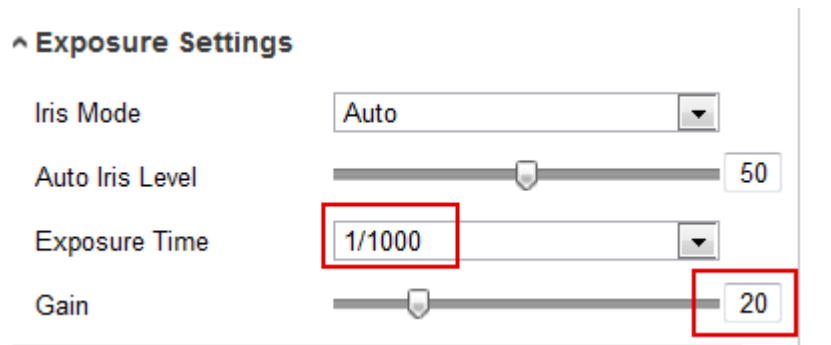 Exposure Settings
Iris Mode Auto
Auto Iris Level 50
Exposure Time 1/1000
Gain 20